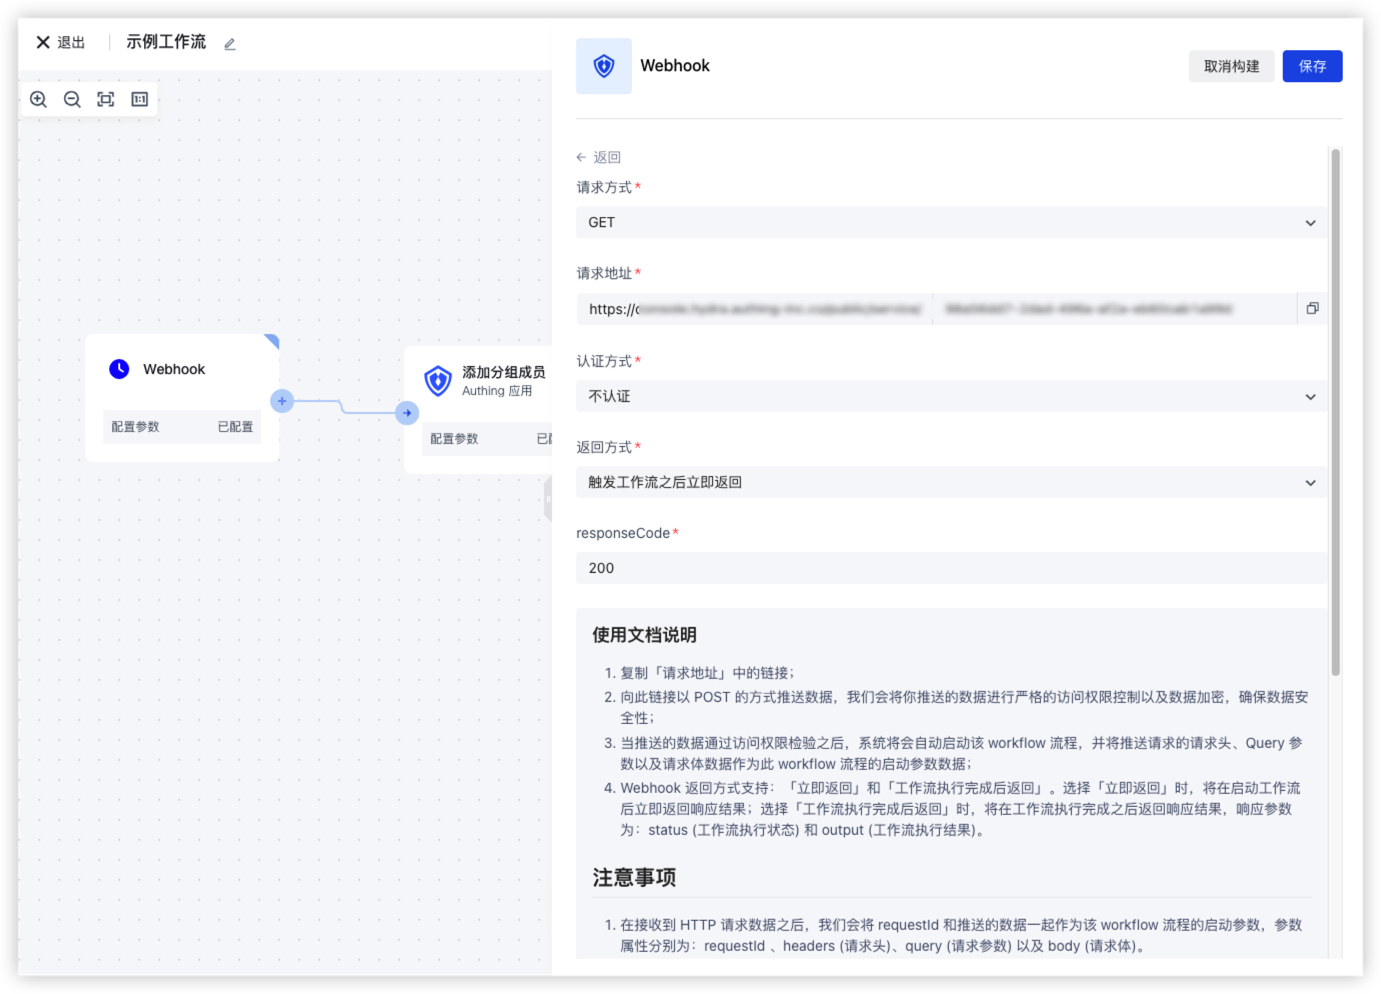 退出
示例工作流
1:1
Webhook
配置参数
已配置
添加分组成员
Authing 应用
配置参数
Webhook
取消构建
保存
返回
请求方式*
GET
请求地址*
https://
认证方式*
不认证
返回方式*
触发工作流之后立即返回
responseCode*
200
使用文档说明
1. 复制「请求地址」中的链接；
2. 向此链接以 POST 的方式推送数据，我们会将你推送的数据进行严格的访问权限控制以及数据加密，确保数据安
全性；
3. 当推送的数据通过访问权限检验之后，系统将会自动启动该 workflow 流程，并将推送请求的请求头、Query 参
数以及请求体数据作为此 workflow 流程的启动参数数据；
4. Webhook 返回方式支持：「立即返回」和「工作流执行完成后返回」。选择「立即返回」时，将在启动工作流
后立即返回响应结果；选择「工作流执行完成后返回」时，将在工作流执行完成之后返回响应结果，响应参数
为：status (工作流执行状态) 和 output (工作流执行结果)。
注意事项
1. 在接收到 HTTP 请求数据之后，我们会将 requestId 和推送的数据一起作为该 workflow 流程的启动参数，参数
属性分别为：requestId 、headers (请求头)、query (请求参数) 以及 body (请求体)。